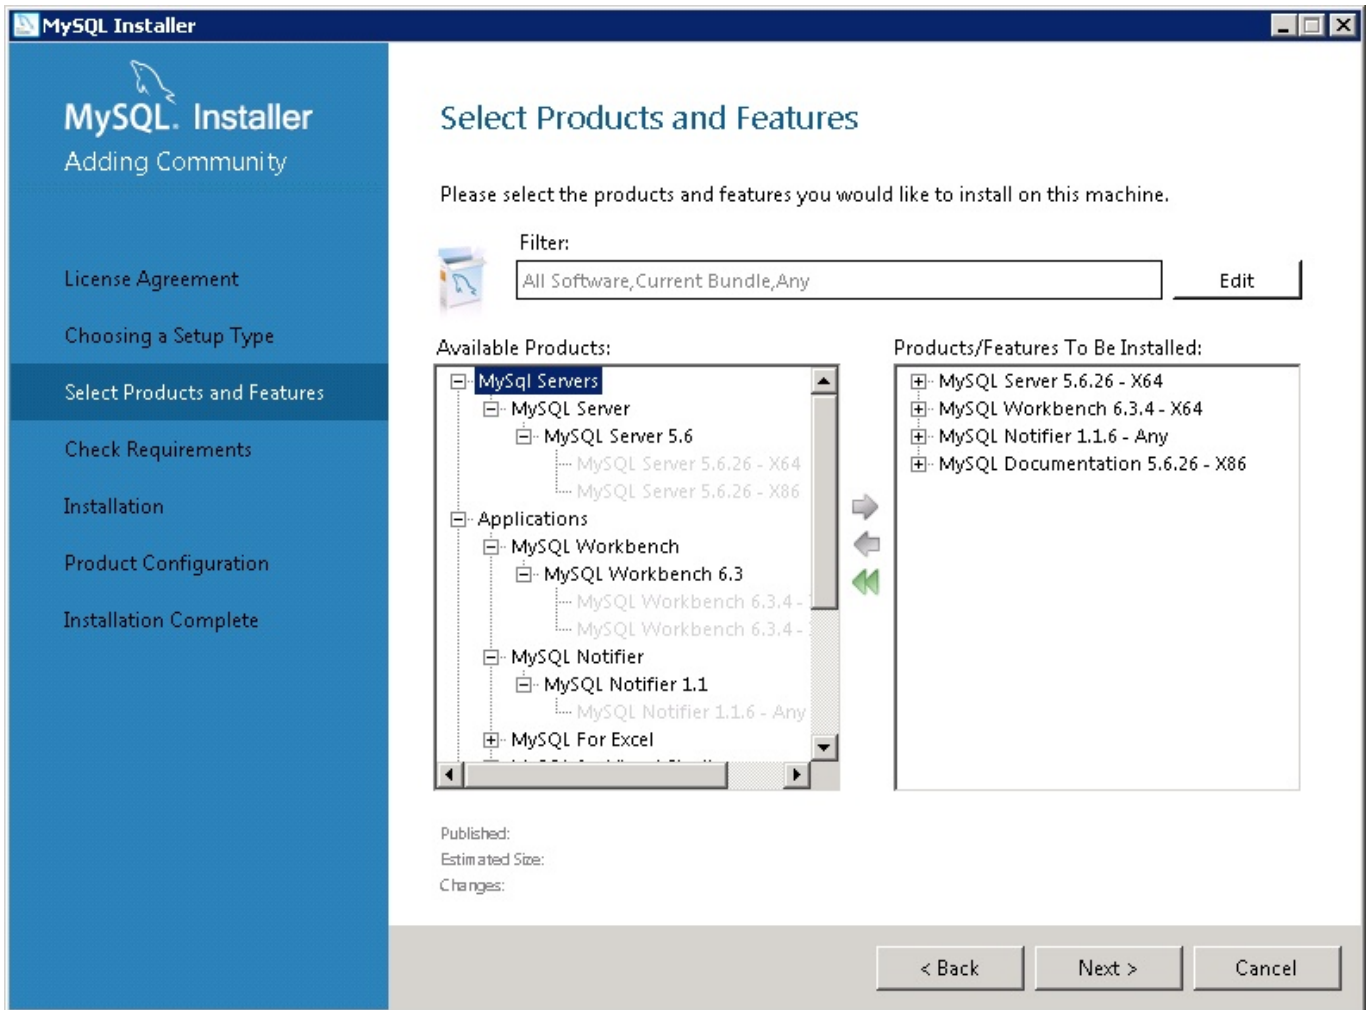 MySQL Installer
MySQL. Installer
Adding Community
License Agreement
Choosing a Setup Type
Select Products and Features
Check Requirements
Installation
Product Configuration
Installation Complete
Select Products and Features
Please select the products and features you would like to install on this machine.
Filter:
All Software,Current Bundle,Any
Edit
Available Products:
MySql Servers
MySQL Server
MySQL Server 5.6
MySQL Server 5.6.26 - X64
MySQL Server 5.6.26 - X86
Applications
MySQL Workbench
MySQL Workbench 6.3
MySQL Workbench 6.3.4 -
MySQL Workbench 6.3.4 -
MySQL Notifier
MySQL Notifier 1.1
MySQL Notifier 1.1.6 - Any
MySQL For Excel
Products/Features To Be Installed:
MySQL Server 5.6.26 - X64
MySQL Workbench 6.3.4 - X64
MySQL Notifier 1.1.6 - Any
MySQL Documentation 5.6.26 - X86
Published:
Estimated Size:
Changes:
< Back
Next >
Cancel